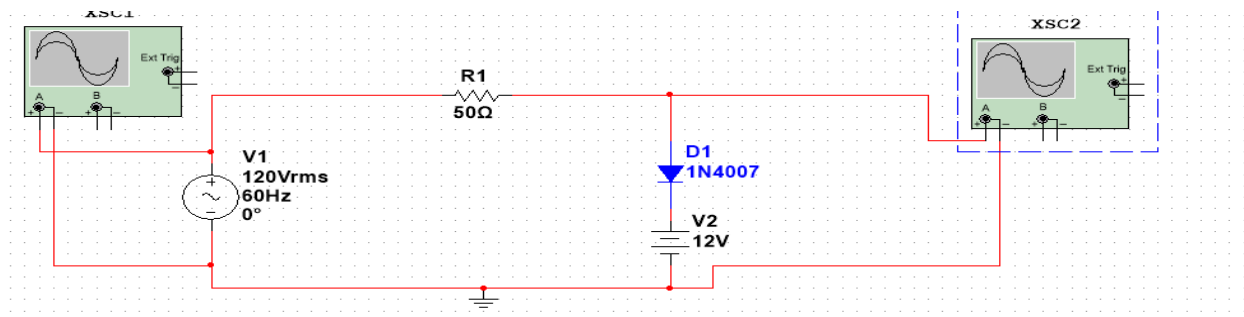 XSC1
Ext Trig
+
-
A
B
+ - + -
R1
50Ω
V1
120Vrms
60Hz
0°
+
-
D1
1N4007
V2
12V
XSC2
Ext Trig
+
-
A
B
+ - + -